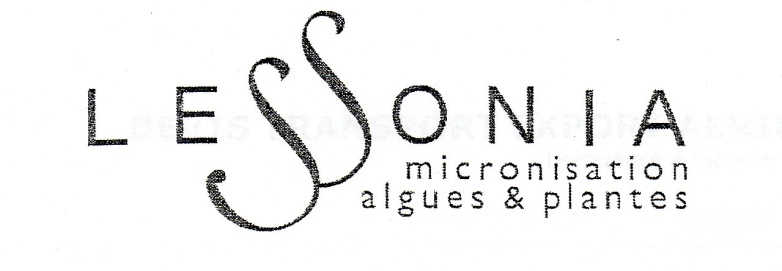 LESSONIA
micronisation
algues & plantes